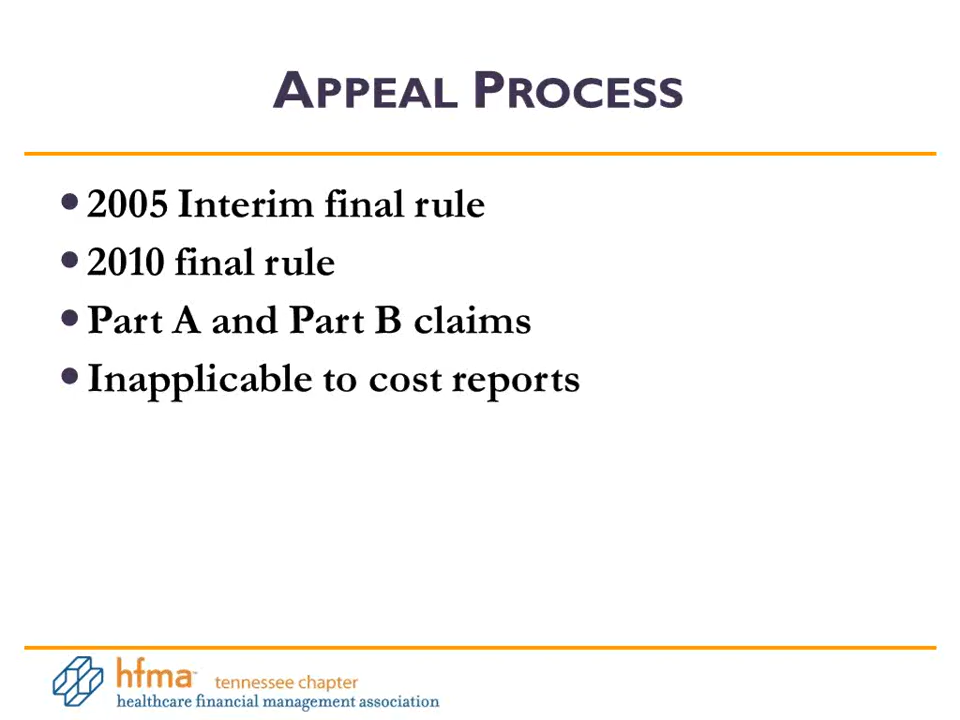 APPEAL PROCESS
• 2005 Interim final rule
• 2010 final rule
• Part A and Part B claims
• Inapplicable to cost reports
hfma™ tennessee chapter
healthcare financial management association